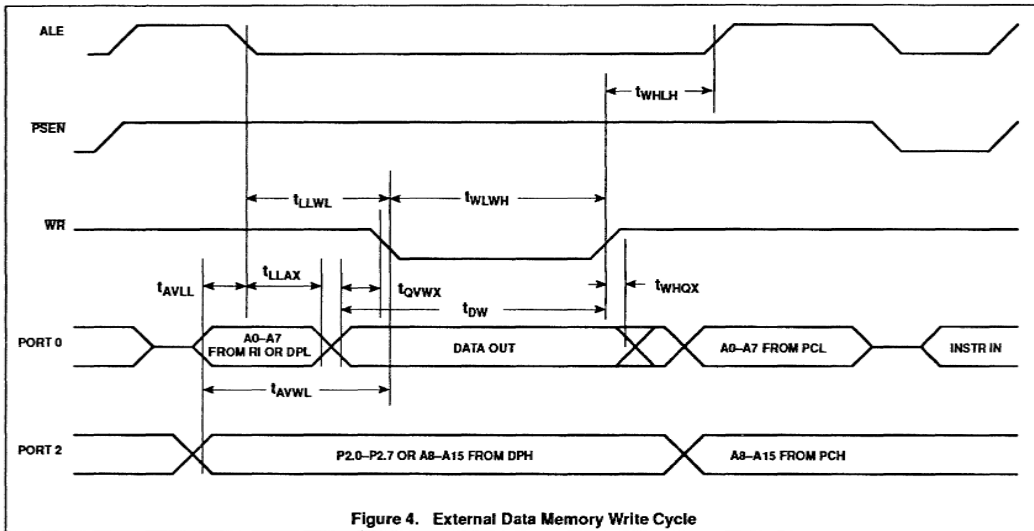 ALE
tWHLH
PSEN
tLLWL
tWLWH
WR
tAVLL
tLLAX
tQVWX
tWHQX
tDW
PORT 0
A0–A7
FROM RI OR DPL
DATA OUT
A0–A7 FROM PCL
INSTR IN
tAVWL
PORT 2
P2.0–P2.7 OR A8–A15 FROM DPH
A8–A15 FROM PCH
Figure 4. External Data Memory Write Cycle